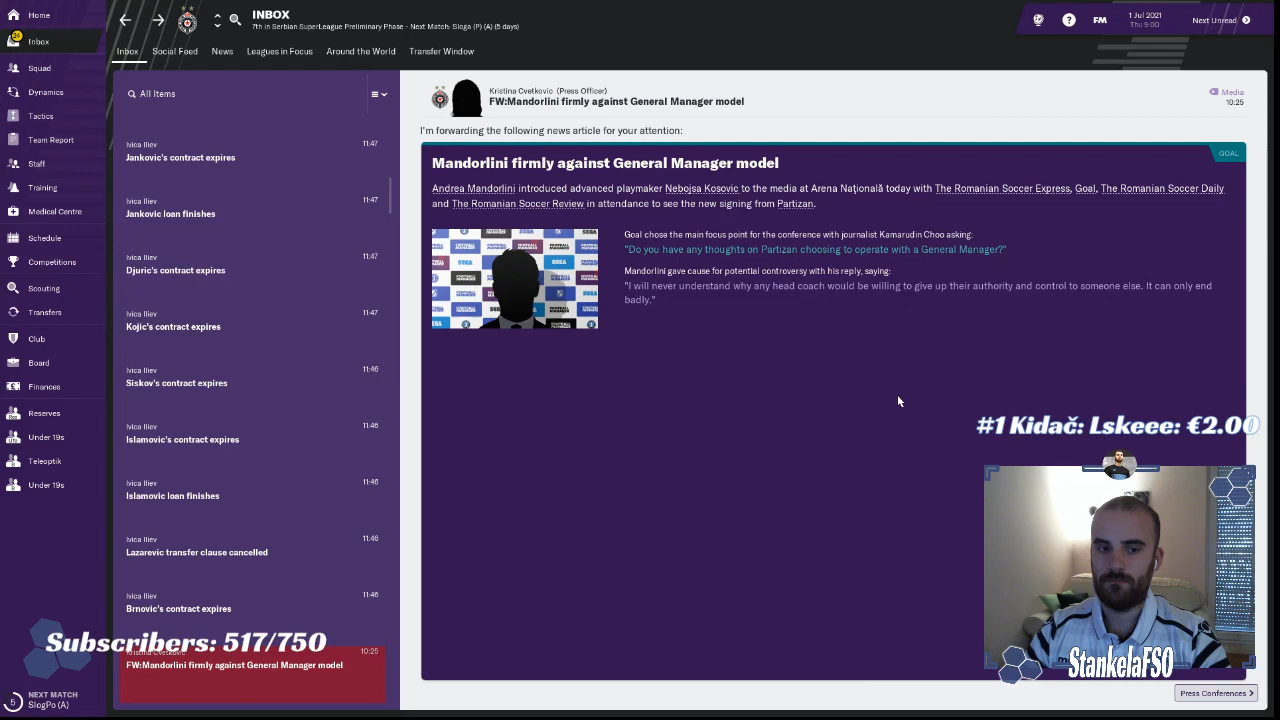 Home
Inbox
24
Squad
Dynamics
Tactics
Team Report
Staff
Training
Medical Centre
Schedule
Competitions
Scouting
Transfers
Club
Board
Finances
Reserves
Under 19s
Teleoptik
Under 19s
5
NEXT MATCH
SlogPo (A)
INBOX
7th in Serbian SuperLeague Preliminary Phase - Next Match: Sloga (P) (A) (5 days)
FM
1 Jul 2021
Thu 9:00
Next Unread
Inbox
Social Feed
News
Leagues in Focus
Around the World
Transfer Window
All Items
Ivica Iliev
11:47
Jankovic's contract expires
Ivica Iliev
11:47
Jankovic loan finishes
Ivica Iliev
11:47
Djuric's contract expires
Ivica Iliev
11:47
Kojic's contract expires
Ivica Iliev
11:46
Siskov's contract expires
Ivica Iliev
11:46
Islamovic's contract expires
Ivica Iliev
11:46
Islamovic loan finishes
Ivica Iliev
11:46
Lazarevic transfer clause cancelled
Ivica Iliev
11:46
Brnovic's contract expires
Subscribers: 517/750
Kristina Cvetkovic
10:25
FW:Mandorlini firmly against General Manager model
Kristina Cvetkovic (Press Officer)
FW:Mandorlini firmly against General Manager model
Media
10:25
I'm forwarding the following news article for your attention:
Mandorlini firmly against General Manager model
GOAL
Andrea Mandorlini introduced advanced playmaker Nebojsa Kosovic to the media at Arena Națională today with The Romanian Soccer Express, Goal, The Romanian Soccer Daily
and The Romanian Soccer Review in attendance to see the new signing from Partizan.
Goal chose the main focus point for the conference with journalist Kamarudin Choo asking:
"Do you have any thoughts on Partizan choosing to operate with a General Manager?"
Mandorlini gave cause for potential controversy with his reply, saying:
"I will never understand why any head coach would be willing to give up their authority and control to someone else. It can only end
badly."
#1 Kidač: Lskeee: €2.00
StankelaFSO
Press Conferences